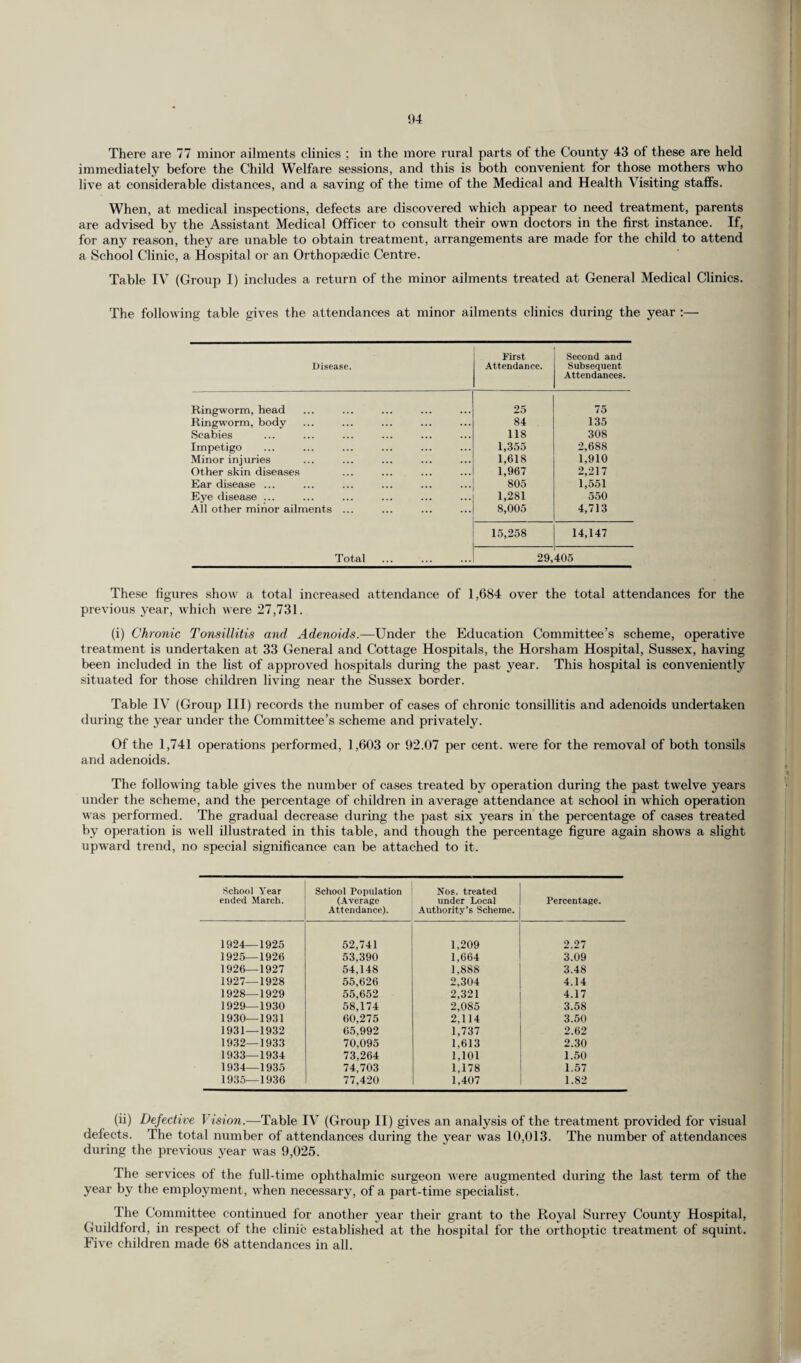 94
There are 77 minor ailments clinics ; in the more rural parts of the County 43 of these are held
immediately before the Child Welfare sessions, and this is both convenient for those mothers who
live at considerable distances, and a saving of the time of the Medical and Health Visiting staffs.
When, at medical inspections, defects are discovered which appear to need treatment, parents
are advised by the Assistant Medical Officer to consult their own doctors in the first instance. If,
for any reason, they are unable to obtain treatment, arrangements are made for the child to attend
a School Clinic, a Hospital or an Orthopædic Centre.
Table IV (Group I) includes a return of the minor ailments treated at General Medical Clinics.
The following table gives the attendances at minor ailments clinics during the year :—
Disease. First Attendance. Second and Subsequent Attendances.
Ringworm, head ... ... ... ... ... 25 75
Ringworm, body ... ... ... ... ... 84 135
Scabies ... ... ... ... ... ... 118 308
Impetigo ... ... ... ... ... ... 1,355 2,688
Minor injuries ... ... ... ... ... 1,618 1,910
Other skin diseases ... ... ... ... 1,967 2,217
Ear disease ... ... ... ... ... ... 805 1,551
Eye disease ... ... ... ... ... ... 1,281 550
All other minor ailments ... ... ... ... 8,005 4,713
15,258 14,147
Total ... ... ... 29,405
These figures show a total increased attendance of 1,684 over the total attendances for the
previous year, which were 27,731.
(i) Chronic Tonsillitis and Adenoids.—Under the Education Committee's scheme, operative
treatment is undertaken at 33 General and Cottage Hospitals, the Horsham Hospital, Sussex, having
been included in the list of approved hospitals during the past year. This hospital is conveniently
situated for those children living near the Sussex border.
Table IV (Group III) records the number of cases of chronic tonsillitis and adenoids undertaken
during the year under the Committee's scheme and privately.
Of the 1,741 operations performed, 1,603 or 92.07 per cent. were for the removal of both tonsils
and adenoids.
The following table gives the number of cases treated by operation during the past twelve years
under the scheme, and the percentage of children in average attendance at school in which operation
was performed. The gradual decrease during the past six years in the percentage of cases treated
by operation is well illustrated in this table, and though the percentage figure again shows a slight
upward trend, no special significance can be attached to it.
School Year ended March. School Population (Average Attendance). Nos. treated under Local Authority's Scheme. Percentage.
1924—1925 52,741 1,209 2.27
1925—1926 53,390 1,664 3.09
1926—1927 54,148 1,888 3.48
1927—1928 55,626 2,304 4.14
1928—1929 55,652 2,321 4.17
1929—1930 58,174 2,085 3.58
1930—1931 60,275 2,114 3.50
1931—1932 65,992 1,737 2.62
1932—1933 70,095 1,613 2.30
1933—1934 73,264 1,101 1.50
1934—1935 74,703 1,178 1.57
1935—1936 77,420 1,407 1.82
(ii) Defective Vision.—Table IV (Group II) gives an analysis of the treatment provided for visual
defects. The total number of attendances during the year was 10,013. The number of attendances
during the previous year was 9,025.
The services of the full-time ophthalmic surgeon were augmented during the last term of the
year by the employment, when necessary, of a part-time specialist.
The Committee continued for another year their grant to the Royal Surrey County Hospital,
Guildford, in respect of the clinic established at the hospital for the orthoptic treatment of squint.
Five children made 68 attendances in all.